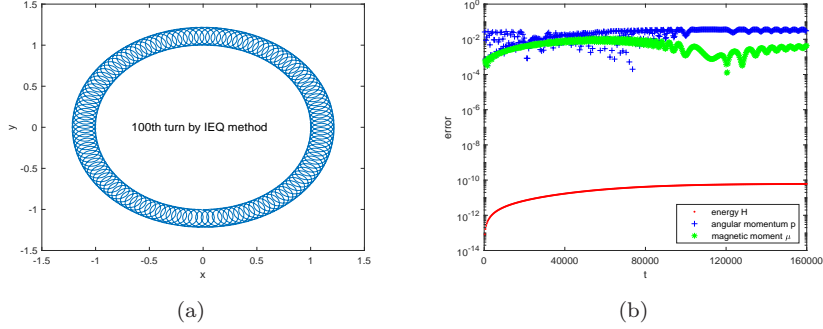 1.5
1
0.5
0
-0.5
-1
-1.5
y
100th turn by IEQ method
-1.5 -1 -0.5 0 0.5 1 1.5
x
(a)
10^0
10^-2
10^-4
10^-6
10^-8
10^-10
10^-12
10^-14
error
energy H
angular momentum p
magnetic moment μ
0 40000 80000 120000 160000
t
(b)